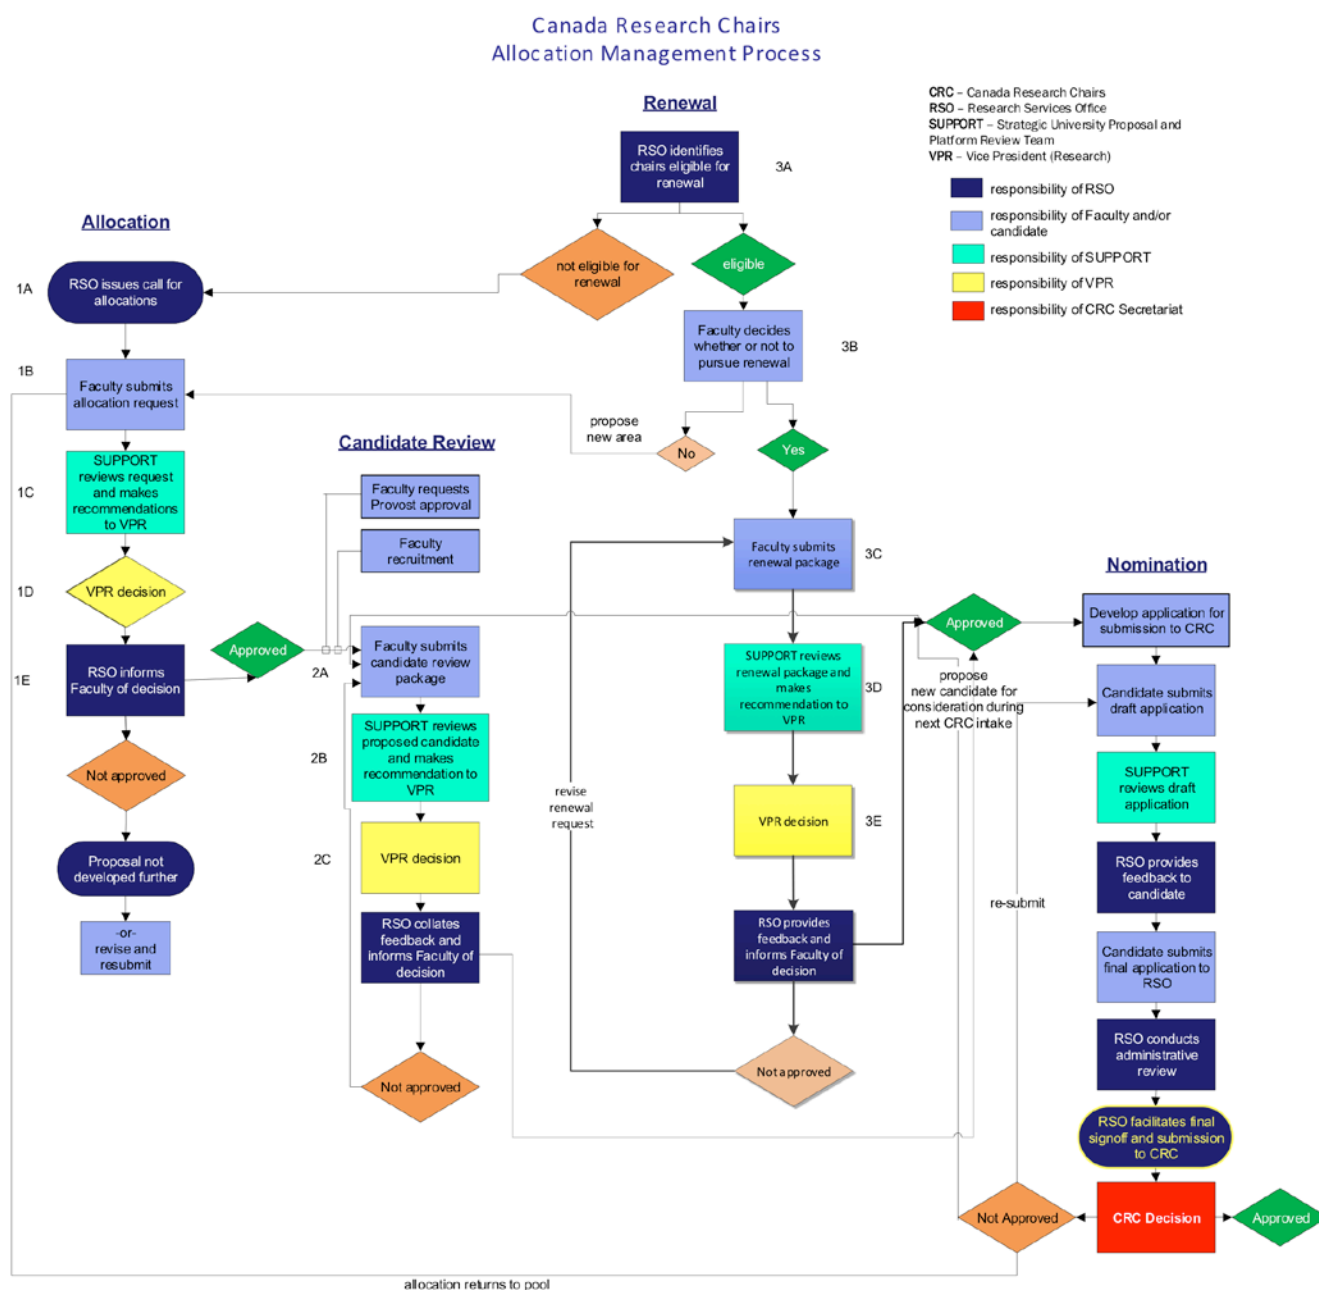 Canada Research Chairs
Allocation Management Process
CRC – Canada Research Chairs
RSO – Research Services Office
SUPPORT – Strategic University Proposal and
Platform Review Team
VPR – Vice President (Research)
responsibility of RSO
responsibility of Faculty and/or
candidate
responsibility of SUPPORT
responsibility of VPR
responsibility of CRC Secretariat
Renewal
RSO identifies
chairs eligible for
renewal
3A
not eligible for
renewal
eligible
Faculty decides
whether or not to
pursue renewal
3B
propose
new area
No
Yes
Faculty submits
renewal package
3C
SUPPORT reviews
renewal package and
makes
recommendation to
VPR
3D
VPR decision
3E
revise
renewal
request
RSO provides
feedback and
informs Faculty of
decision
Not approved
Allocation
1A
RSO issues call for
allocations
1B
Faculty submits
allocation request
1C
SUPPORT
reviews request
and makes
recommendations
to VPR
1D
VPR decision
1E
RSO informs
Faculty of decision
Approved
Not approved
Proposal not
developed further
-or-
revise and
resubmit
Candidate Review
Faculty requests
Provost approval
Faculty
recruitment
2A
Faculty submits
candidate review
package
2B
SUPPORT reviews
proposed candidate
and makes
recommendation to
VPR
2C
VPR decision
RSO collates
feedback and
informs Faculty of
decision
Not approved
Nomination
Approved
Develop application for
submission to CRC
propose
new candidate for
consideration during
next CRC intake
Candidate submits
draft application
SUPPORT
reviews draft
application
RSO provides
feedback to
candidate
re-submit
Candidate submits
final application to
RSO
RSO conducts
administrative
review
RSO facilitates final
signoff and submission
to CRC
Not Approved
CRC Decision
Approved
allocation returns to pool